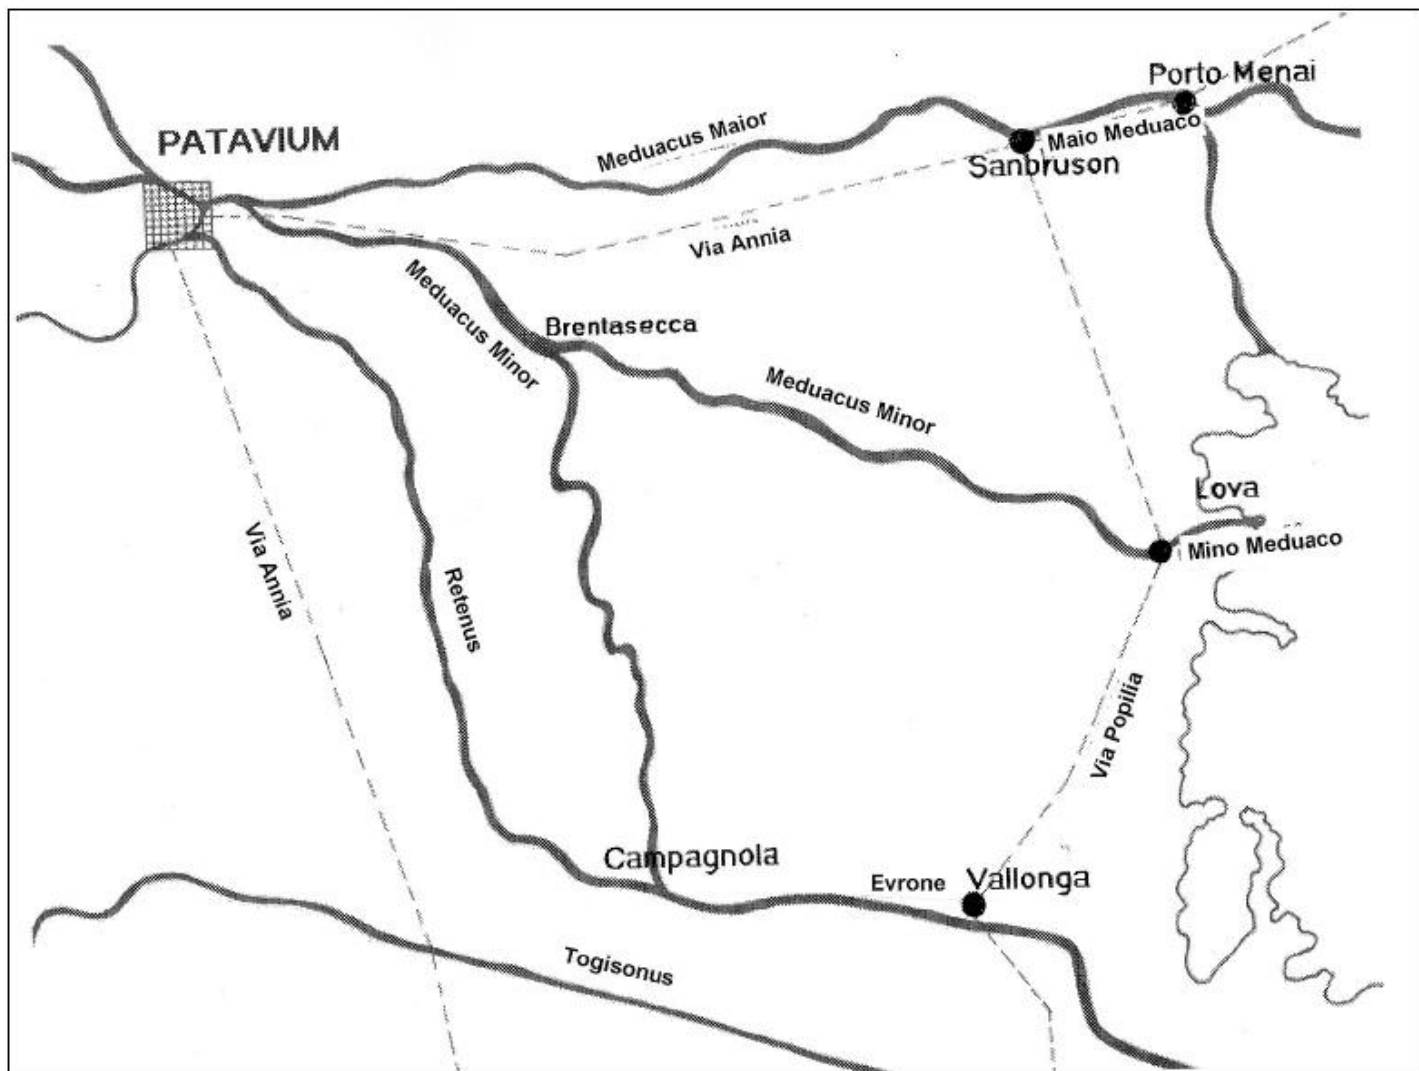 Porto Menai
PATAVIUM
Meduacus Maior
Maio Meduaco
Sanbruson
Via Annia
Meduacus Minor
Brentasecca
Meduacus Minor
Lova
Mino Meduaco
Via Annia
Retenus
Via Popilia
Campagnola
Evrone
Vallonga
Togisonus